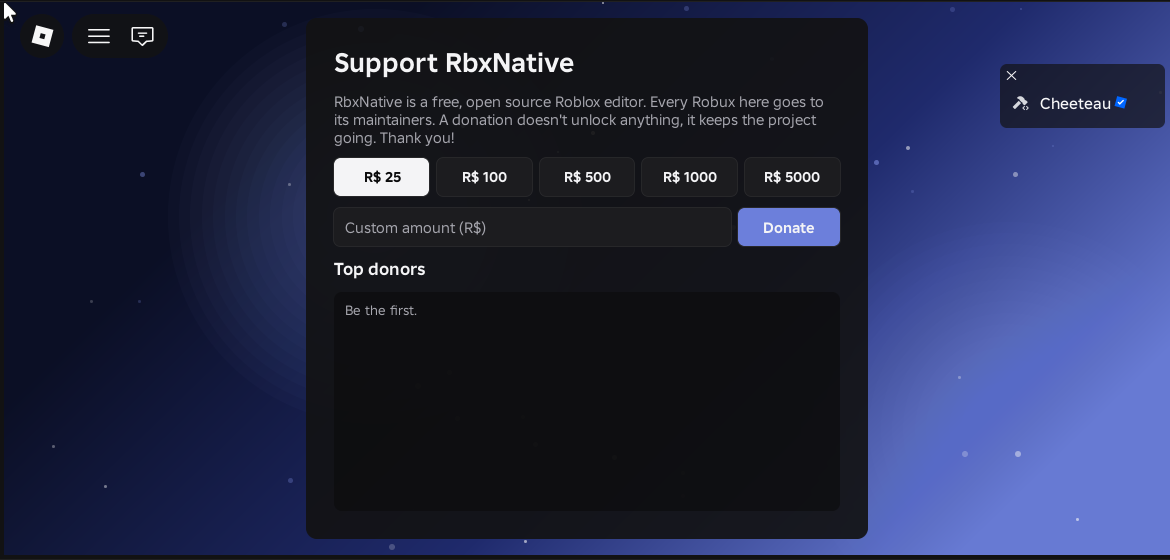 Support RbxNative
RbxNative is a free, open source Roblox editor. Every Robux here goes to
its maintainers. A donation doesn't unlock anything, it keeps the project
going. Thank you!
R$ 25
R$ 100
R$ 500
R$ 1000
R$ 5000
Custom amount (R$)
Donate
Top donors
Be the first.
Cheeteau